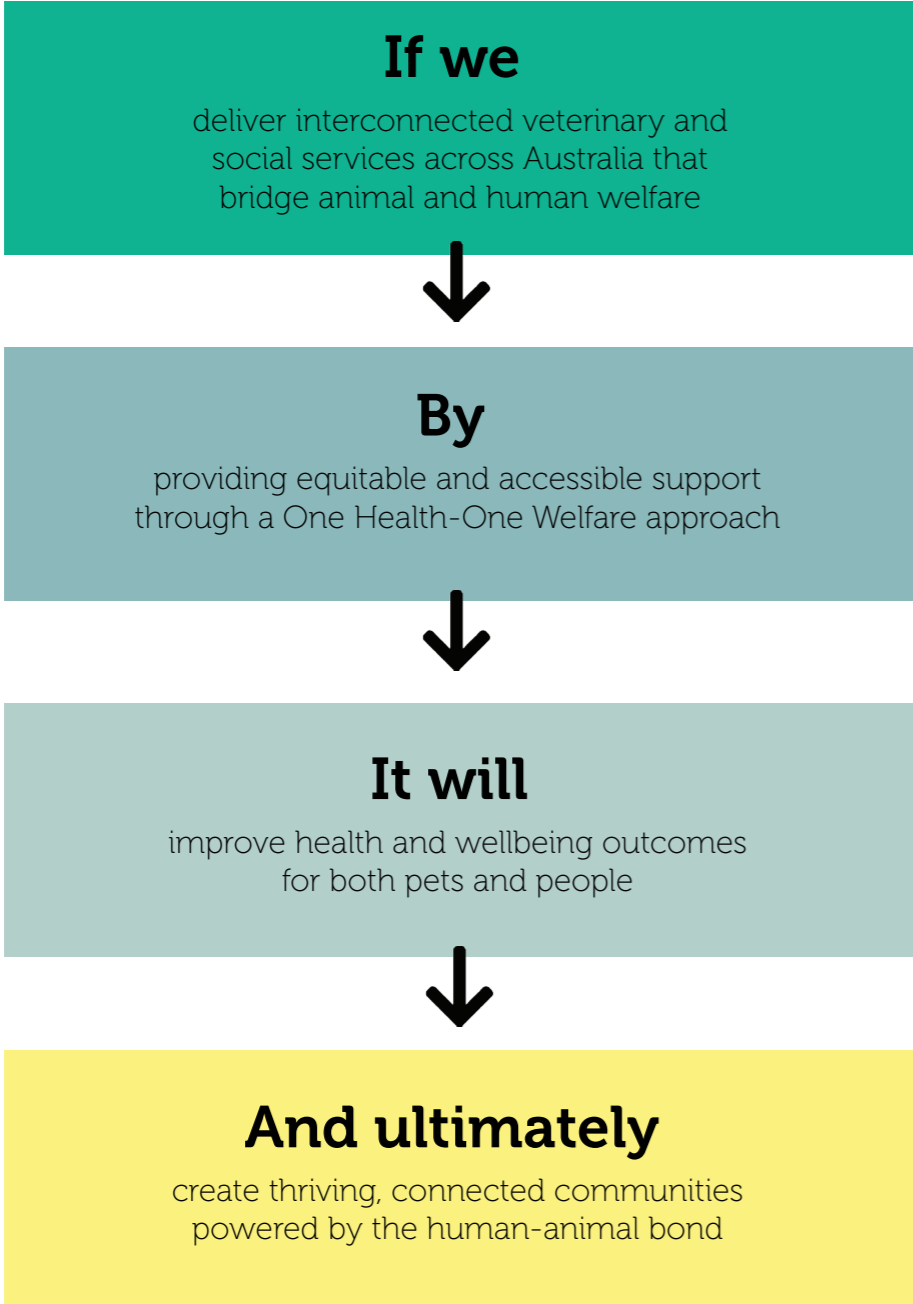 If we
deliver interconnected veterinary and
social services across Australia that
bridge animal and human welfare
By
providing equitable and accessible support
through a One Health-One Welfare approach
It will
improve health and wellbeing outcomes
for both pets and people
And ultimately
create thriving, connected communities
powered by the human-animal bond